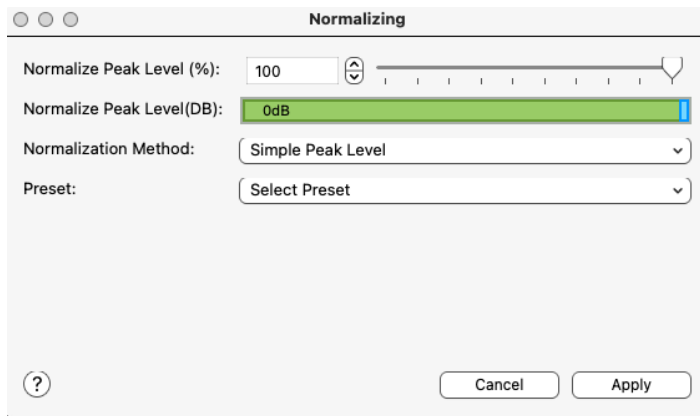 Normalizing
Normalize Peak Level (%): 100
Normalize Peak Level(DB): 0dB
Normalization Method: Simple Peak Level
Preset: Select Preset
? Cancel Apply